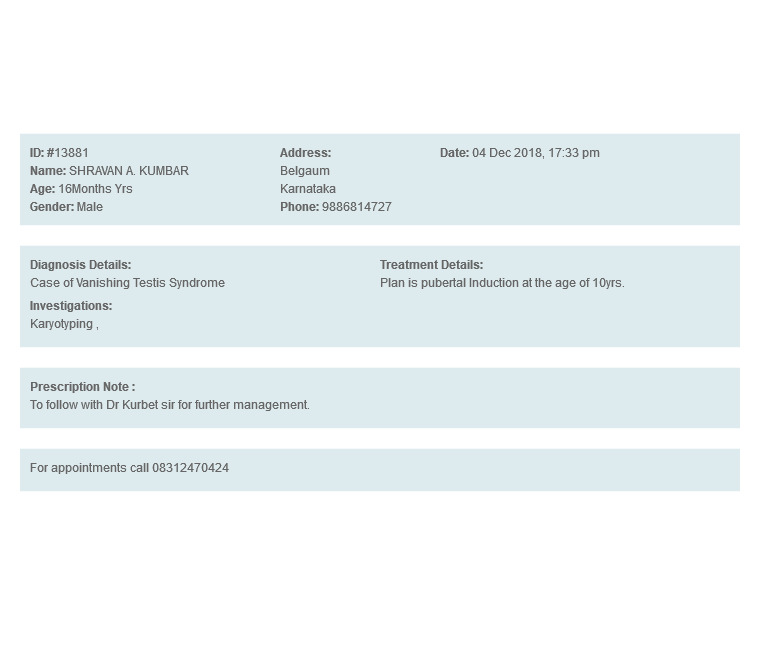 ID: #13881
Name: SHRAVAN A. KUMBAR
Age: 16Months Yrs
Gender: Male
Address:
Belgaum
Karnataka
Phone: 9886814727
Date: 04 Dec 2018, 17:33 pm
Diagnosis Details:
Case of Vanishing Testis Syndrome
Investigations:
Karyotyping ,
Treatment Details:
Plan is pubertal Induction at the age of 10yrs.
Prescription Note :
To follow with Dr Kurbet sir for further management.
For appointments call 08312470424